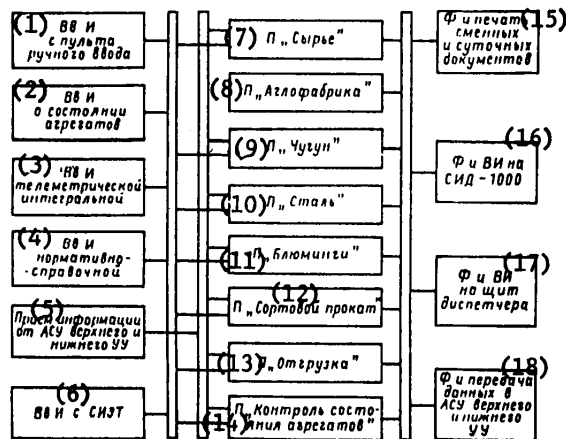 (1) Вв И
с пульта
ручного ввода
(2) Вв И
о состоянии
агрегатов
(3) Вв И
телеметрической
интегральной
(4) Вв И
нормативно-
-справочной
(5)
Прием информации
от АСУ верхнего и
нижнего УУ
(6)
Вв И с СИЭТ
(7) П „Сырье"
(8) П „Аглофабрика"
(9) П „Чугун"
(10) П „Сталь"
(11) П „Блюминги"
(12)
П „Сортовой прокат"
(13) П „Отгрузка"
(14) П „Контроль состо-
яния агрегатов"
(15)
Ф и печать
сменных
и суточных
документов
(16)
Ф и ВИ на
СИД-1000
(17)
Ф и ВИ
на щит
диспетчера
(18)
Ф и передача
данных в
АСУ верхнего
и нижнего
УУ